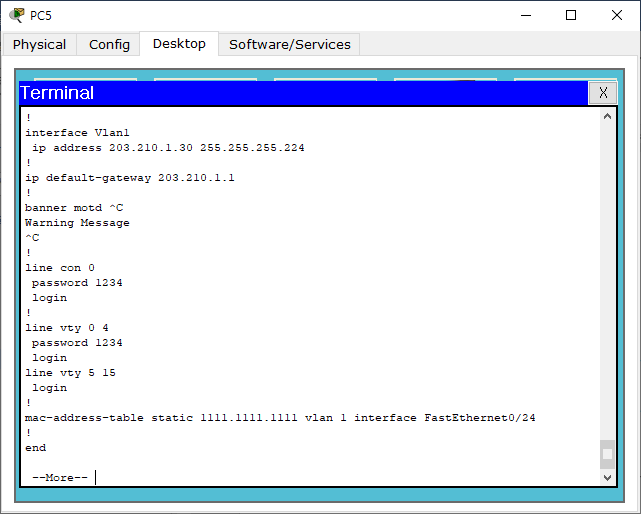 PC5
Physical Config Desktop Software/Services
Terminal X
!
interface Vlan1
 ip address 203.210.1.30 255.255.255.224
!
ip default-gateway 203.210.1.1
!
banner motd ^C
Warning Message
^C
!
line con 0
 password 1234
 login
!
line vty 0 4
 password 1234
 login
line vty 5 15
 login
!
mac-address-table static 1111.1111.1111 vlan 1 interface FastEthernet0/24
!
end
 --More--